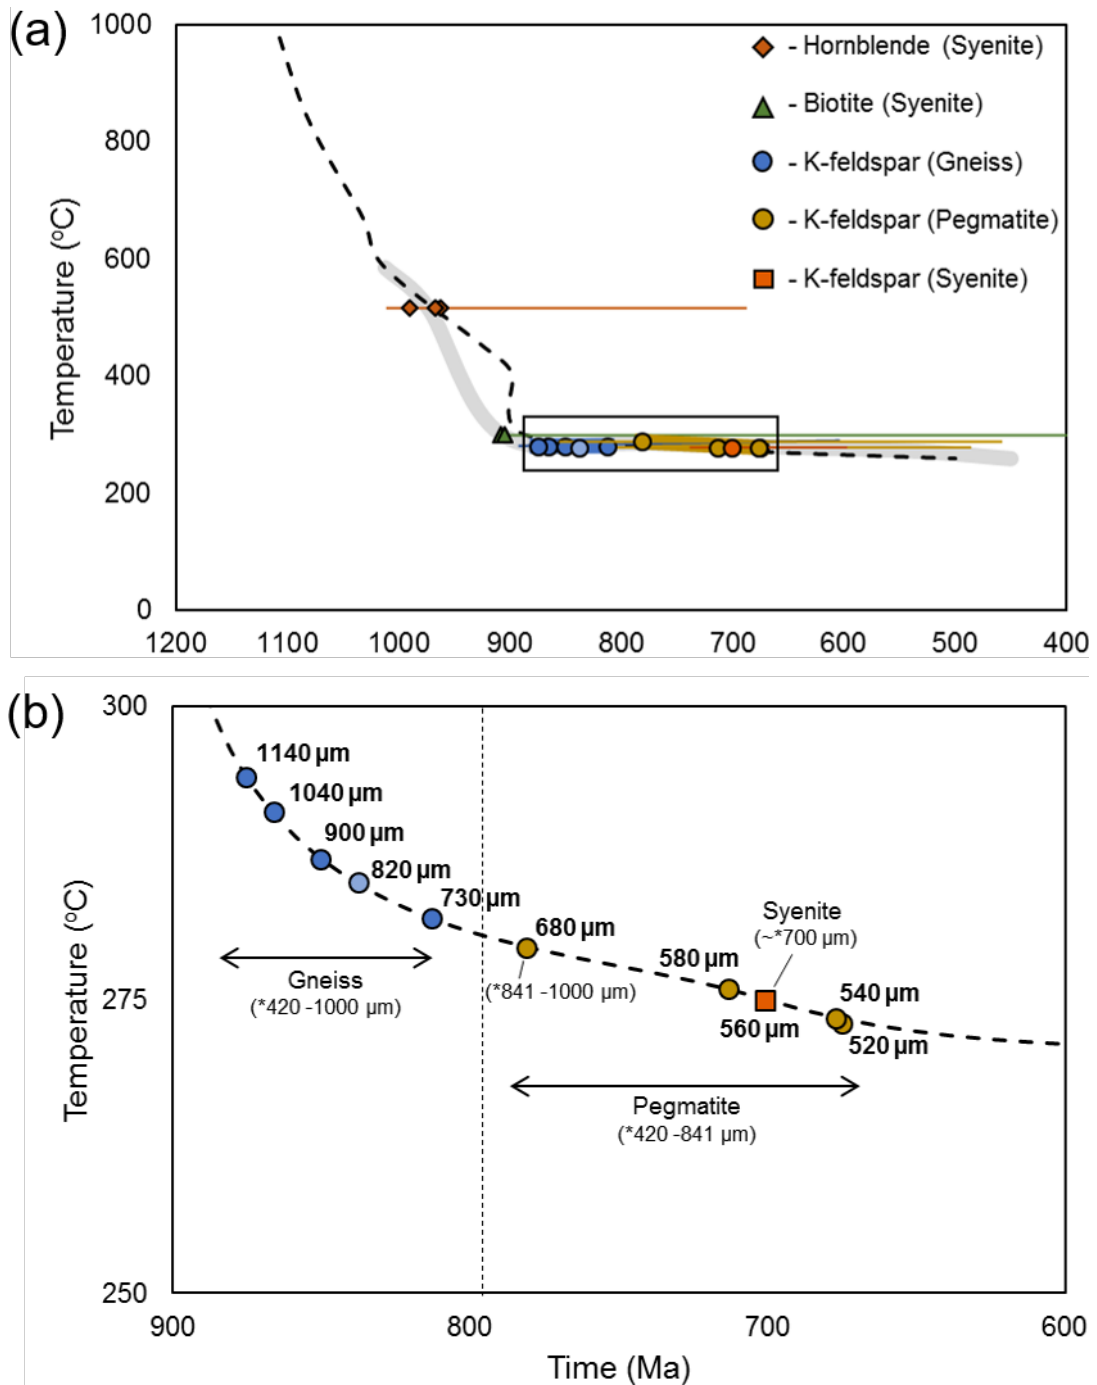 (a)
1000
800
600
400
200
0
Temperature (°C)
- Hornblende (Syenite)
- Biotite (Syenite)
- K-feldspar (Gneiss)
- K-feldspar (Pegmatite)
- K-feldspar (Syenite)
1200 1100 1000 900 800 700 600 500 400
(b)
300
275
250
Temperature (°C)
1140 µm
1040 µm
900 µm
820 µm
730 µm
680 µm
Syenite
(~*700 µm)
580 µm
Gneiss
(*420 -1000 µm)
(*841 -1000 µm)
540 µm
560 µm
520 µm
Pegmatite
(*420 -841 µm)
900 800 700 600
Time (Ma)